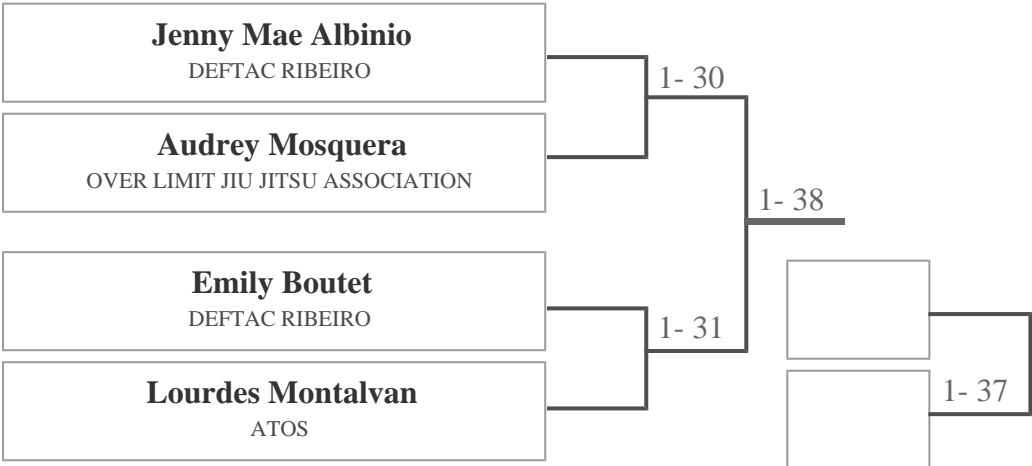 Jenny Mae Albinio
DEFTAC RIBEIRO
1- 30
Audrey Mosquera
OVER LIMIT JIU JITSU ASSOCIATION
1- 38
Emily Boutet
DEFTAC RIBEIRO
1- 31
Lourdes Montalvan
ATOS
1- 37